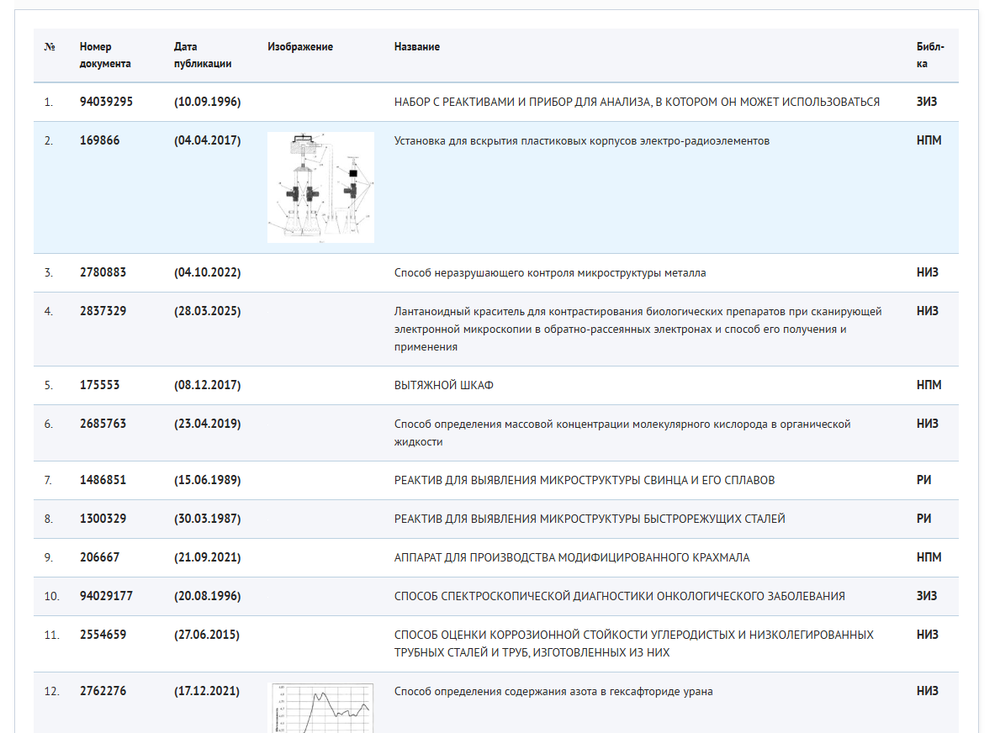 № Номер документа Дата публикации Изображение Название Библ-ка
1. 94039295 (10.09.1996) НАБОР С РЕАКТИВАМИ И ПРИБОР ДЛЯ АНАЛИЗА, В КОТОРОМ ОН МОЖЕТ ИСПОЛЬЗОВАТЬСЯ ЗИЗ
2. 169866 (04.04.2017) Установка для вскрытия пластиковых корпусов электро-радиоэлементов НПМ
3. 2780883 (04.10.2022) Способ неразрушающего контроля микроструктуры металла НИЗ
4. 2837329 (28.03.2025) Лантаноидный краситель для контрастирования биологических препаратов при сканирующей НИЗ
электронной микроскопии в обратно-рассеянных электронах и способ его получения и
применения
5. 175553 (08.12.2017) ВЫТЯЖНОЙ ШКАФ НПМ
6. 2685763 (23.04.2019) Способ определения массовой концентрации молекулярного кислорода в органической НИЗ
жидкости
7. 1486851 (15.06.1989) РЕАКТИВ ДЛЯ ВЫЯВЛЕНИЯ МИКРОСТРУКТУРЫ СВИНЦА И ЕГО СПЛАВОВ РИ
8. 1300329 (30.03.1987) РЕАКТИВ ДЛЯ ВЫЯВЛЕНИЯ МИКРОСТРУКТУРЫ БЫСТРОРЕЖУЩИХ СТАЛЕЙ РИ
9. 206667 (21.09.2021) АППАРАТ ДЛЯ ПРОИЗВОДСТВА МОДИФИЦИРОВАННОГО КРАХМАЛА НПМ
10. 94029177 (20.08.1996) СПОСОБ СПЕКТРОСКОПИЧЕСКОЙ ДИАГНОСТИКИ ОНКОЛОГИЧЕСКОГО ЗАБОЛЕВАНИЯ ЗИЗ
11. 2554659 (27.06.2015) СПОСОБ ОЦЕНКИ КОРРОЗИОННОЙ СТОЙКОСТИ УГЛЕРОДИСТЫХ И НИЗКОЛЕГИРОВАННЫХ НИЗ
ТРУБНЫХ СТАЛЕЙ И ТРУБ, ИЗГОТОВЛЕННЫХ ИЗ НИХ
12. 2762276 (17.12.2021) Способ определения содержания азота в гексафториде урана НИЗ